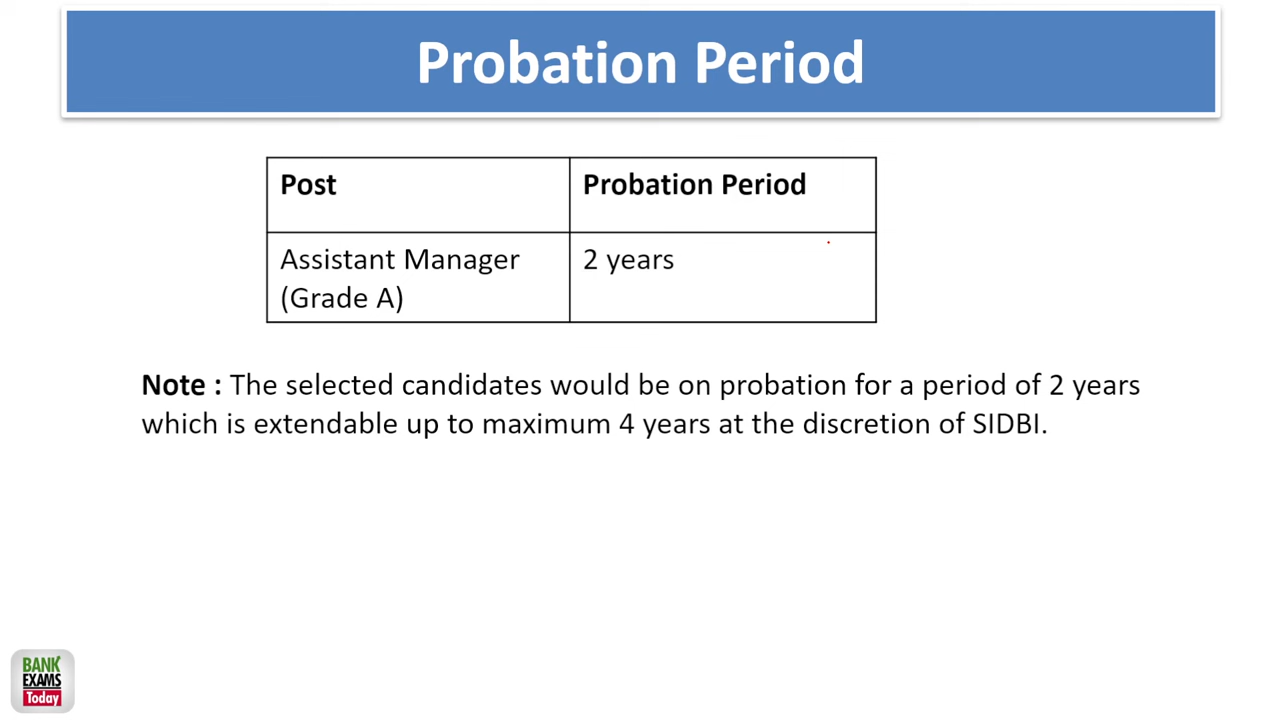 Probation Period
Post
Probation Period
Assistant Manager
(Grade A)
2 years
Note : The selected candidates would be on probation for a period of 2 years
which is extendable up to maximum 4 years at the discretion of SIDBI.
BANK
EXAMS
Today